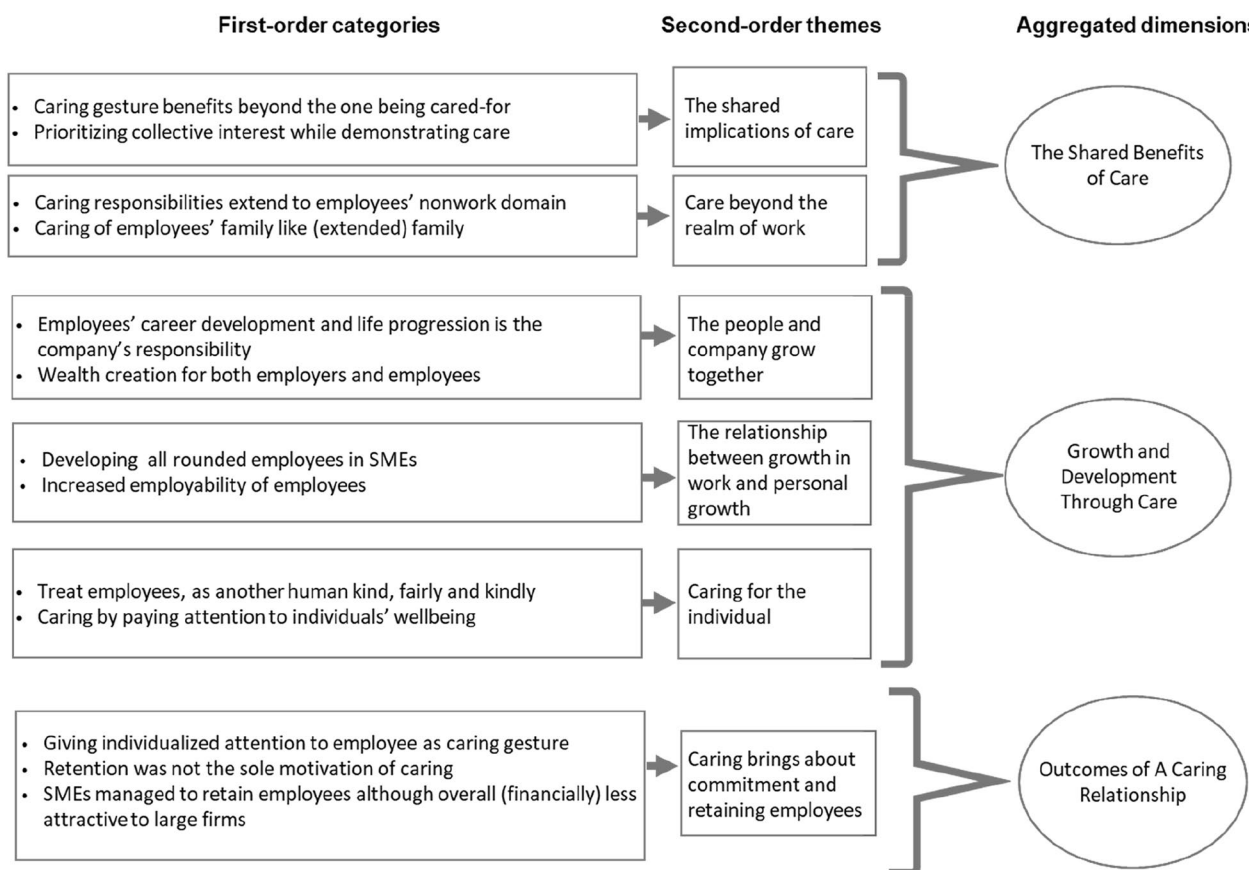 First-order categories
Second-order themes
Aggregated dimensions
• Caring gesture benefits beyond the one being cared-for
• Prioritizing collective interest while demonstrating care
The shared
implications of care
The Shared Benefits
of Care
• Caring responsibilities extend to employees’ nonwork domain
• Caring of employees’ family like (extended) family
Care beyond the
realm of work
• Employees’ career development and life progression is the
company’s responsibility
• Wealth creation for both employers and employees
The people and
company grow
together
• Developing all rounded employees in SMEs
• Increased employability of employees
The relationship
between growth in
work and personal
growth
Growth and
Development
Through Care
• Treat employees, as another human kind, fairly and kindly
• Caring by paying attention to individuals’ wellbeing
Caring for the
individual
• Giving individualized attention to employee as caring gesture
• Retention was not the sole motivation of caring
• SMEs managed to retain employees although overall (financially) less
attractive to large firms
Caring brings about
commitment and
retaining employees
Outcomes of A Caring
Relationship